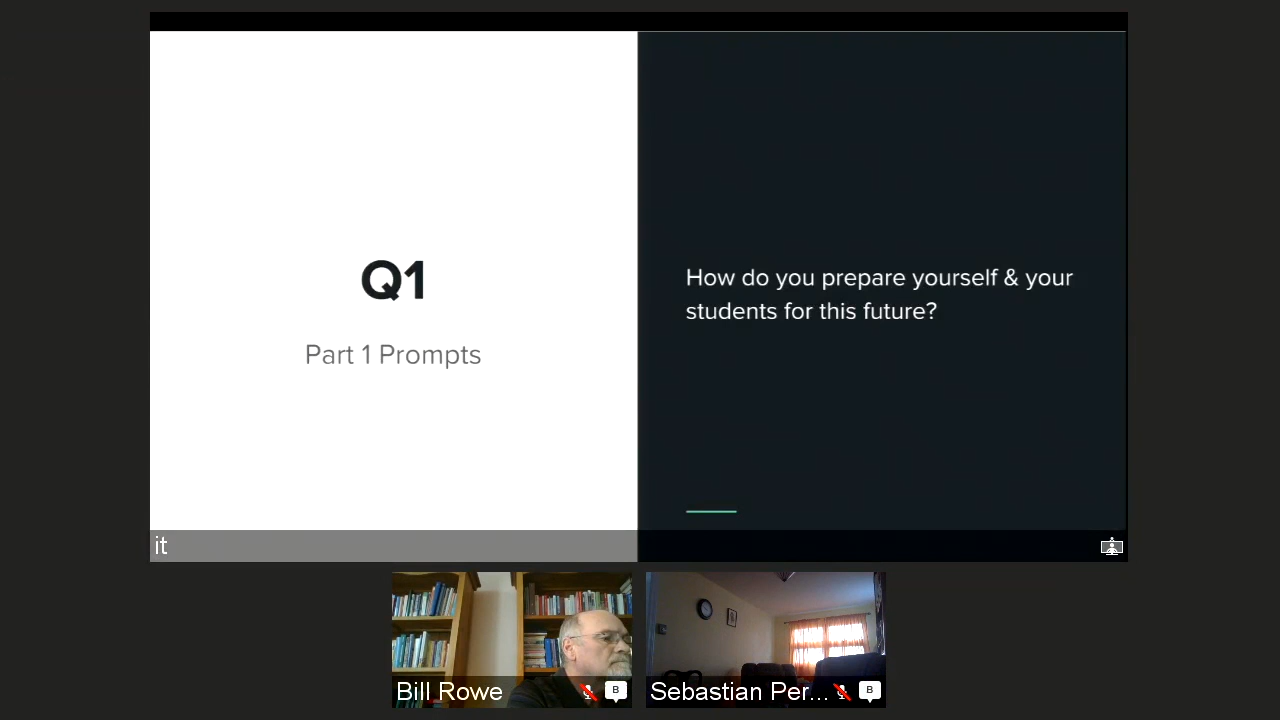 Q1
Part 1 Prompts
How do you prepare yourself & your
students for this future?
it
Bill Rowe
B
Sebastian Per...
B